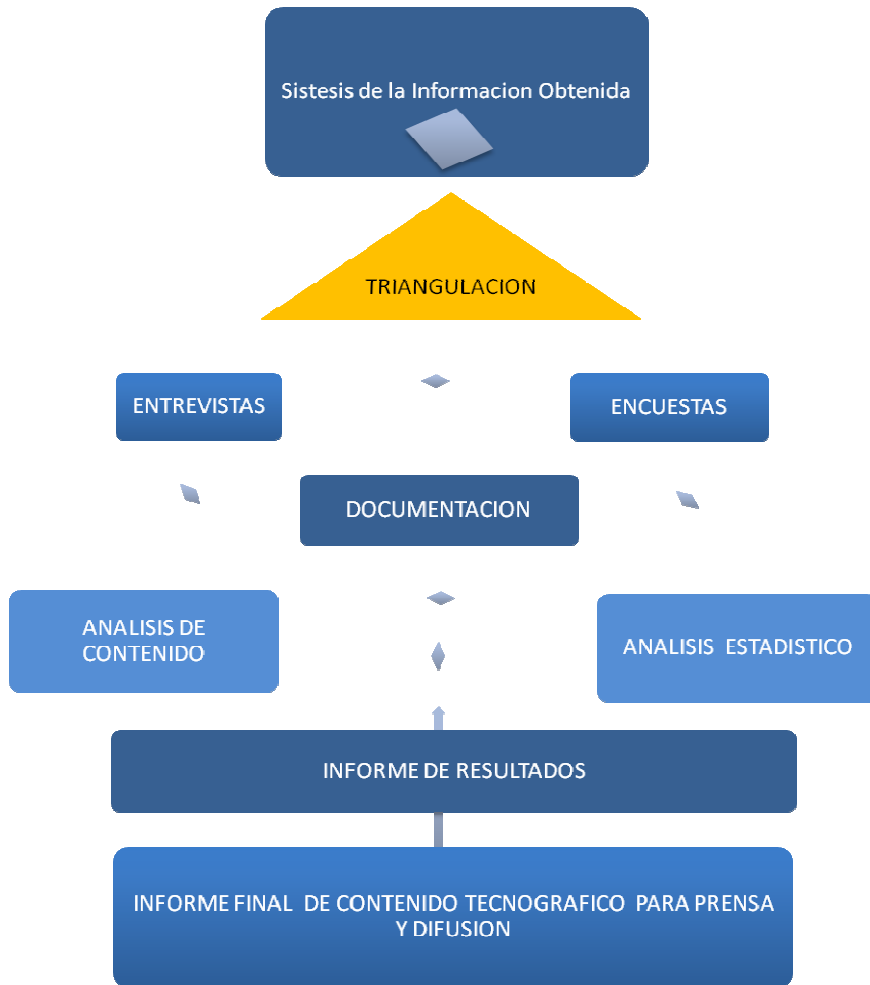 Sistesis de la Informacion Obtenida
TRIANGULACION
ENTREVISTAS
ENCUESTAS
DOCUMENTACION
ANALISIS DE
CONTENIDO
ANALISIS ESTADISTICO
INFORME DE RESULTADOS
INFORME FINAL DE CONTENIDO TECNOGRAFICO PARA PRENSA
Y DIFUSION